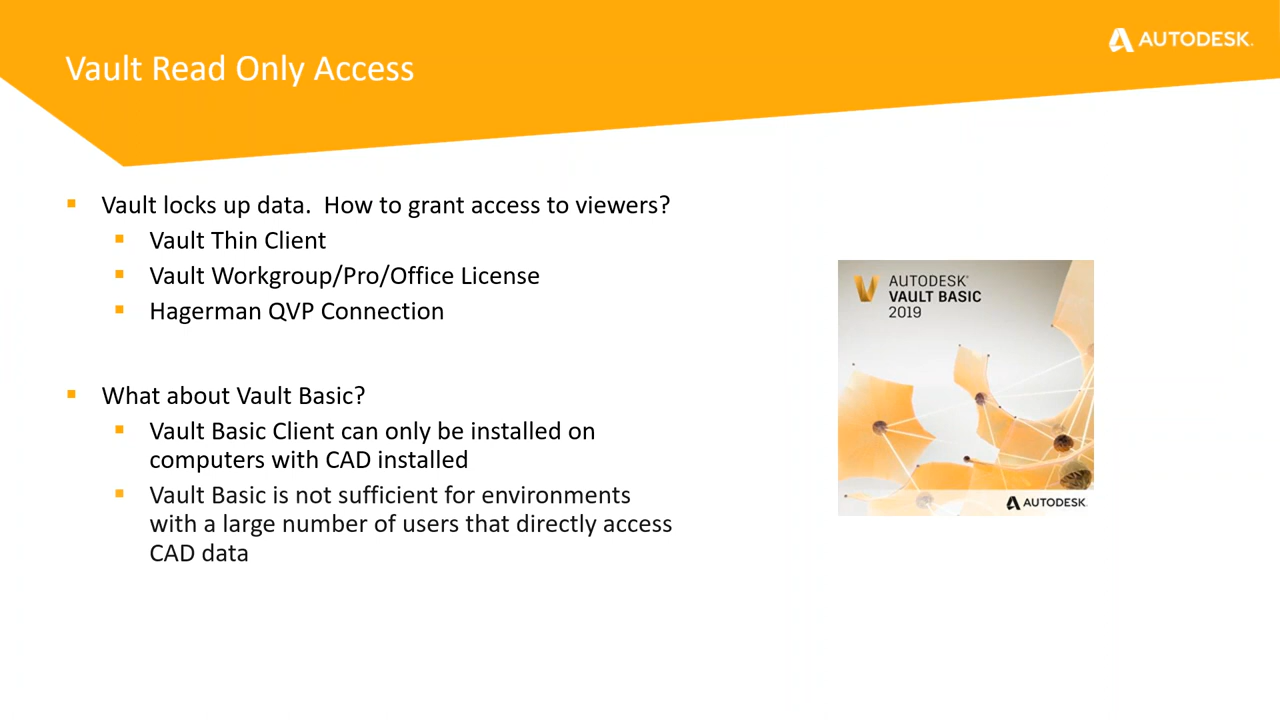 AUTODESK.
Vault Read Only Access
Vault locks up data.  How to grant access to viewers?
Vault Thin Client
Vault Workgroup/Pro/Office License
Hagerman QVP Connection
What about Vault Basic?
Vault Basic Client can only be installed on
computers with CAD installed
Vault Basic is not sufficient for environments
with a large number of users that directly access
CAD data
AUTODESK®
VAULT BASIC
2019
AUTODESK.